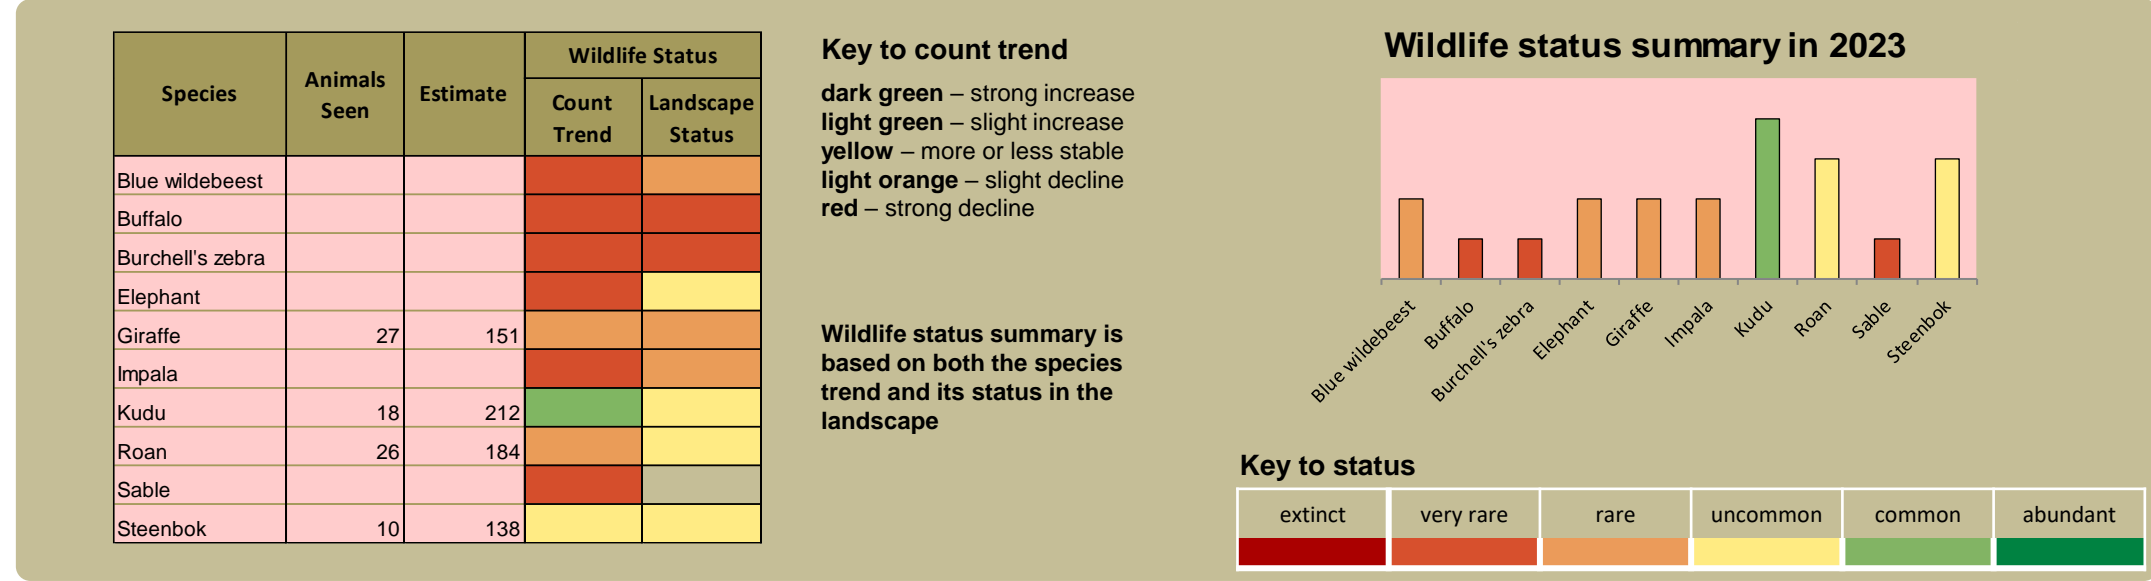 Species
Animals Seen
Estimate
Wildlife Status
Count Trend
Landscape Status
Blue wildebeest
Buffalo
Burchell's zebra
Elephant
Giraffe 27 151
Impala
Kudu 18 212
Roan 26 184
Sable
Steenbok 10 138
Key to count trend
dark green – strong increase
light green – slight increase
yellow – more or less stable
light orange – slight decline
red – strong decline
Wildlife status summary is
based on both the species
trend and its status in the
landscape
Wildlife status summary in 2023
Blue wildebeest
Buffalo
Burchell's zebra
Elephant
Giraffe
Impala
Kudu
Roan
Sable
Steenbok
Key to status
extinct very rare rare uncommon common abundant